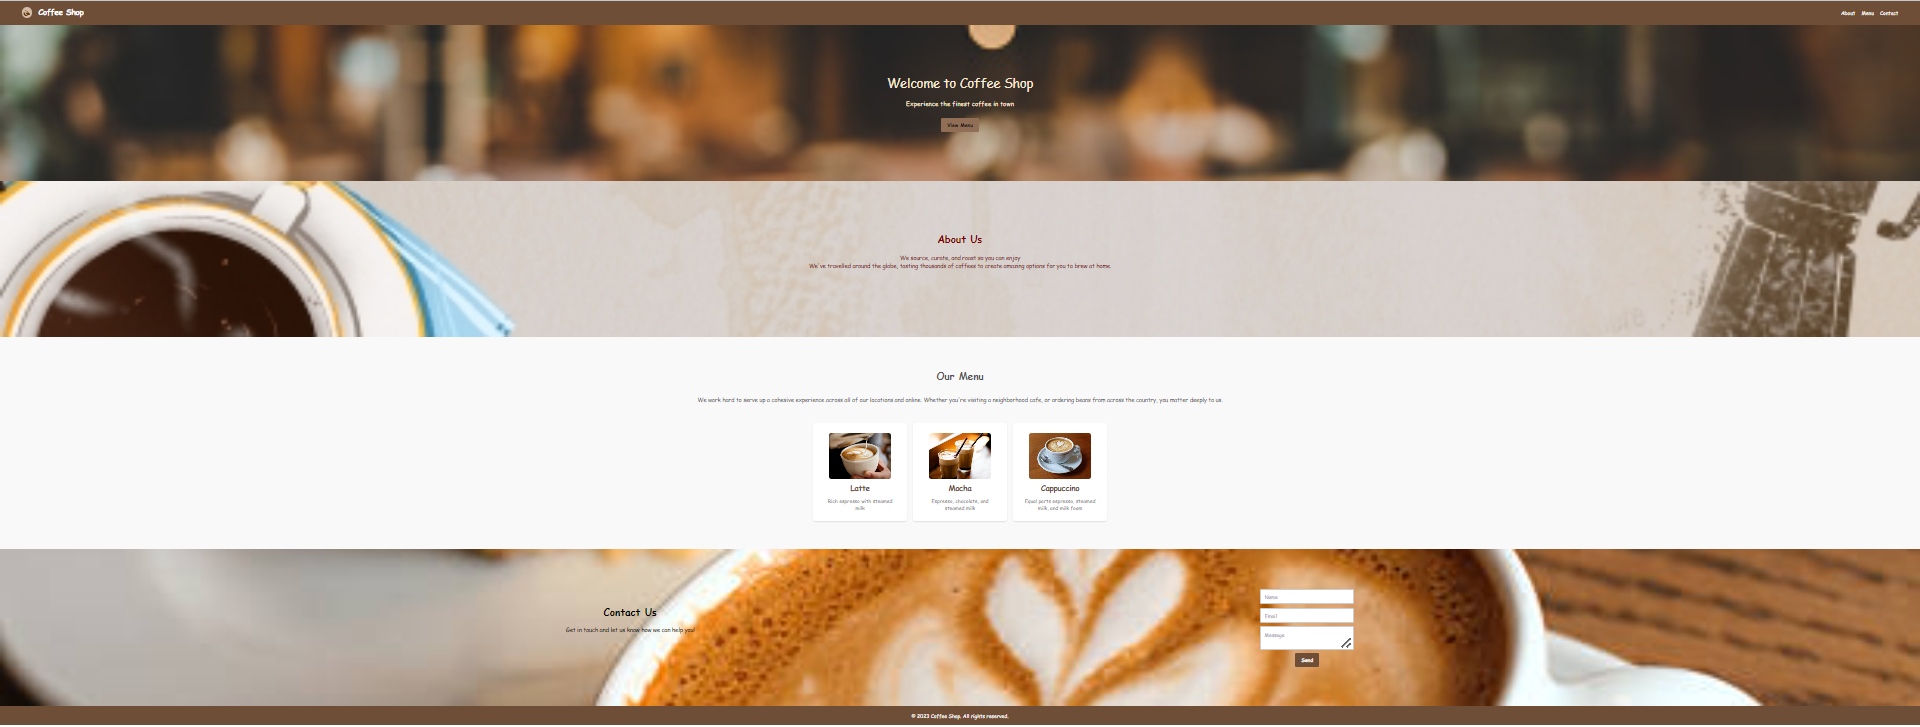 Coffee Shop
About Menu Contact
Welcome to Coffee Shop
Experience the finest coffee in town
View Menu
About Us
We source, curate, and roast so you can enjoy
We've travelled around the globe, tasting thousands of coffees to create amazing options for you to brew at home.
Our Menu
We work hard to serve up a cohesive experience across all of our locations and online. Whether you're visiting a neighborhood cafe, or ordering beans from across the country, you matter deeply to us
Latte
Rich espresso with steamed
milk
Mocha
Espresso, chocolate, and
steamed milk
Cappuccino
Equal parts espresso, steamed
milk, and milk foam
Contact Us
Get in touch and let us know how we can help you!
Name
Email
Message
Send
© 2023 Coffee Shop. All rights reserved.